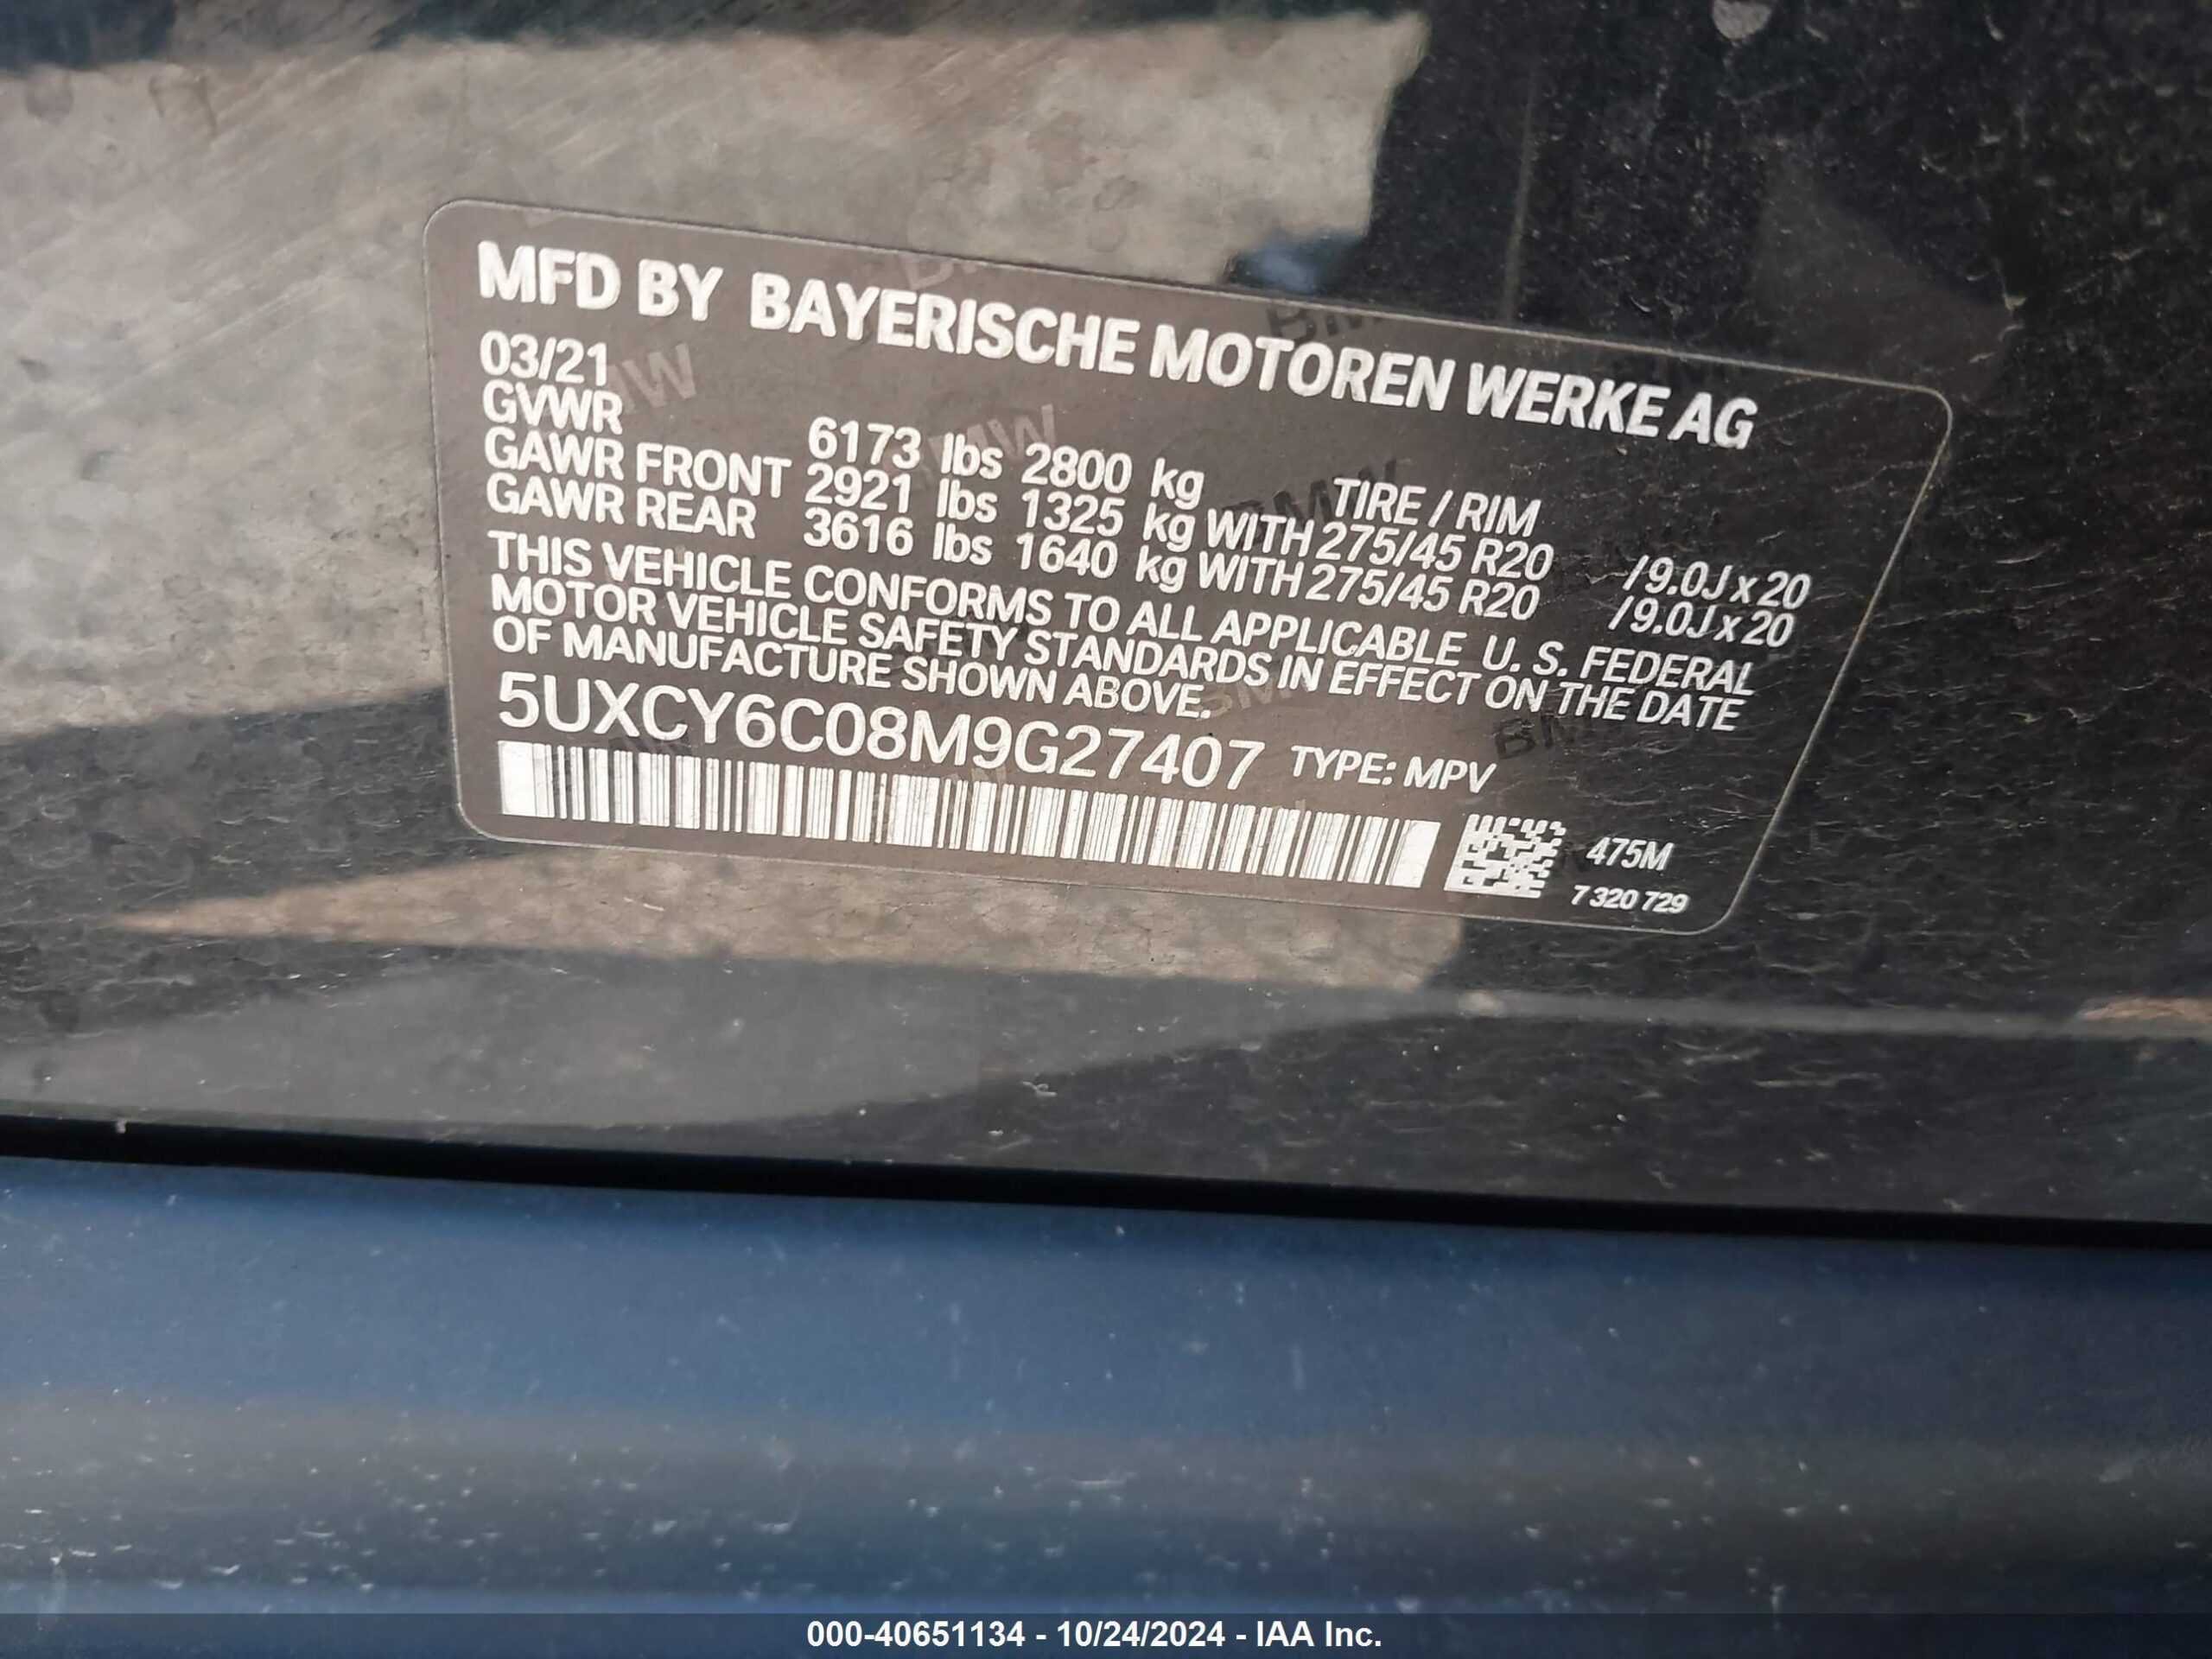 MFD BY BAYERISCHE MOTOREN WERKE AG
03/21
GVWR 6173 lbs 2800 kg TIRE / RIM
GAWR FRONT 2921 lbs 1325 kg WITH 275/45 R20 /9.0J x 20
GAWR REAR 3616 lbs 1640 kg WITH 275/45 R20 /9.0J x 20
THIS VEHICLE CONFORMS TO ALL APPLICABLE U. S. FEDERAL
MOTOR VEHICLE SAFETY STANDARDS IN EFFECT ON THE DATE
OF MANUFACTURE SHOWN ABOVE.
5UXCY6C08M9G27407 TYPE: MPV
475M
7 320 729
000-40651134 - 10/24/2024 - IAA Inc.